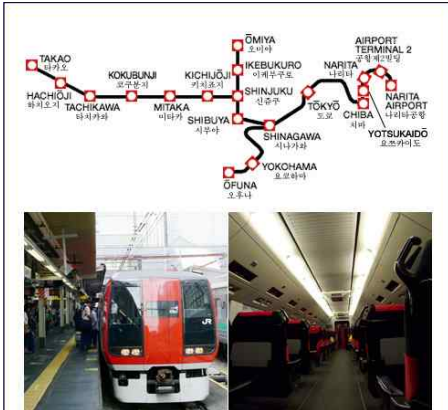 TAKAO
타카오
HACHIŌJI
하치오지
TACHIKAWA
타치카와
KOKUBUNJI
코쿠분지
MITAKA
미타카
KICHIJŌJI
키치죠지
ŌMIYA
오미야
IKEBUKURO
이케부쿠로
SHINJUKU
신쥬쿠
SHIBUYA
시부야
SHINAGAWA
시나가와
YOKOHAMA
요코하마
ŌFUNA
오후나
TŌKYŌ
도쿄
CHIBA
치바
YOTSUKAIDŌ
요쯔카이도
NARITA
나리타
AIRPORT
TERMINAL 2
공항제2빌딩
NARITA
AIRPORT
나리타공항
JR